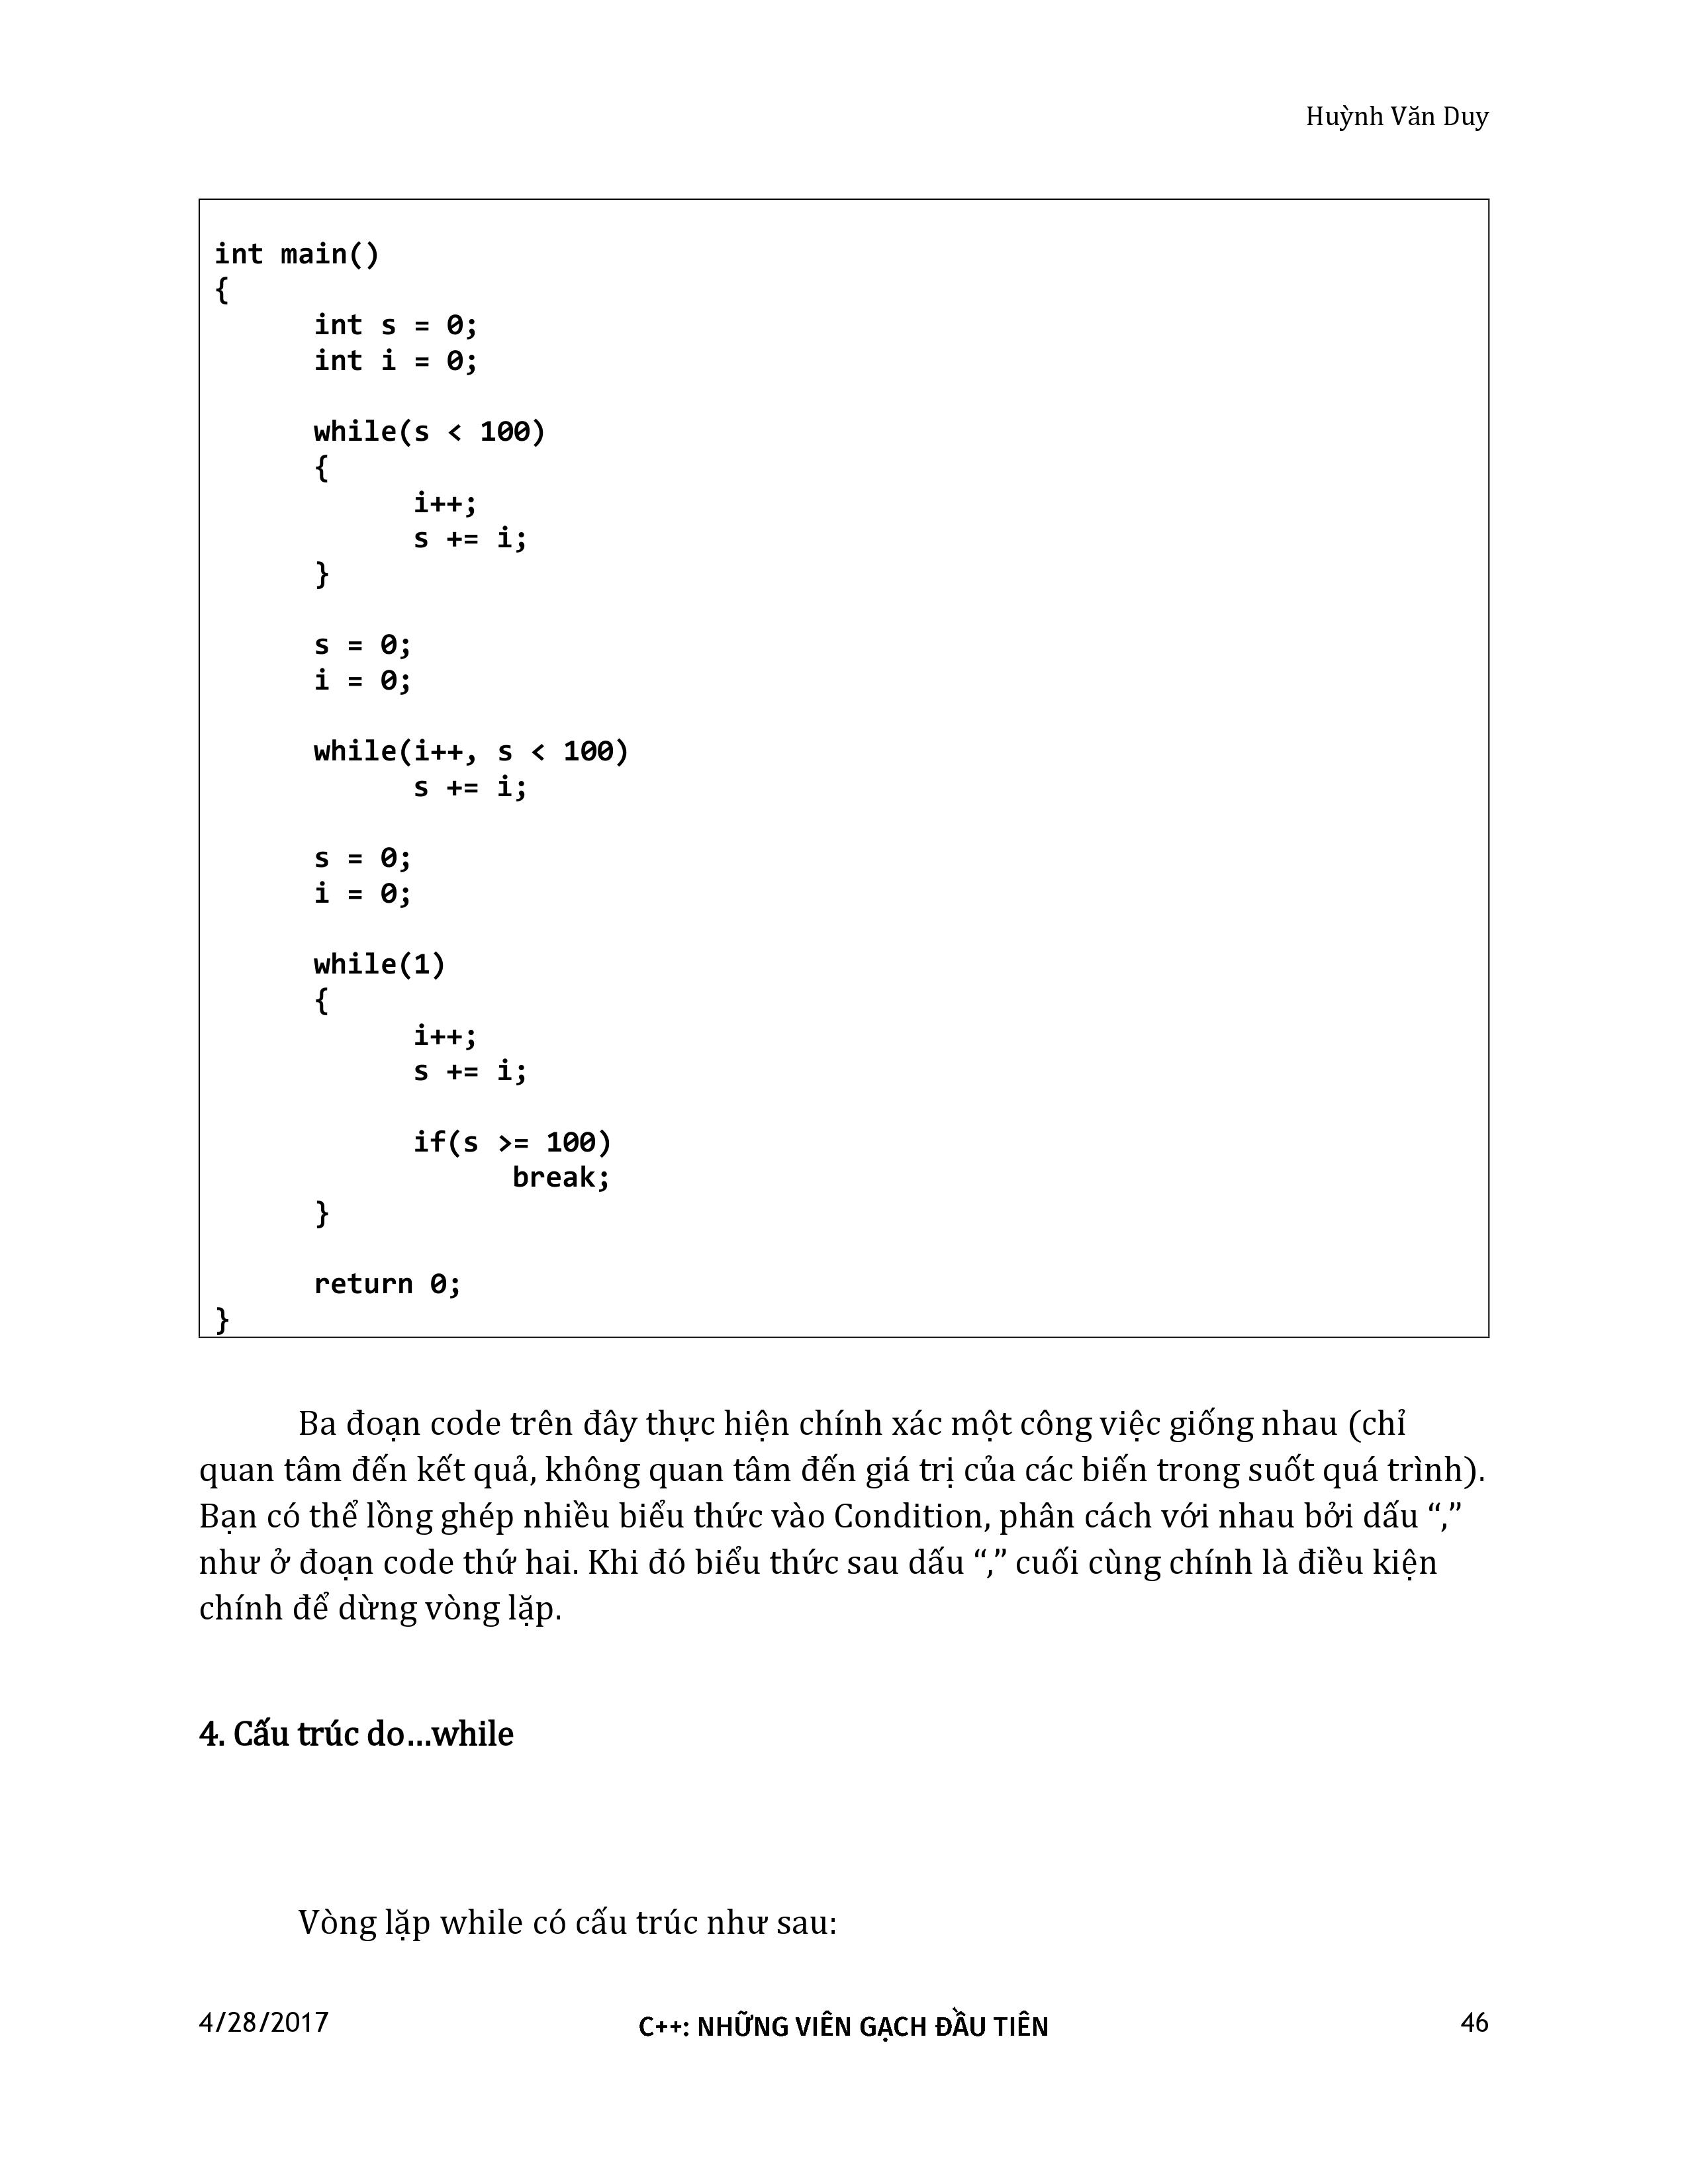 Huỳnh Văn Duy
int main()
{
int s = 0;
int i = 0;
while(s < 100)
{
i++;
s += i;
}
s = 0;
i = 0;
while(i++, s < 100)
s += i;
s = 0;
i = 0;
while(1)
{
i++;
s += i;
if(s >= 100)
break;
}
return 0;
}
Ba đoạn code trên đây thực hiện chính xác một công việc giống nhau (chỉ
quan tâm đến kết quả, không quan tâm đến giá trị của các biến trong suốt quá trình).
Bạn có thể lồng ghép nhiều biểu thức vào Condition, phân cách với nhau bởi dấu “,”
như ở đoạn code thứ hai. Khi đó biểu thức sau dấu “,” cuối cùng chính là điều kiện
chính để dừng vòng lặp.
4. Cấu trúc do…while
Vòng lặp while có cấu trúc như sau:
4/28/2017 C++: NHỮNG VIÊN GẠCH ĐẦU TIÊN 46